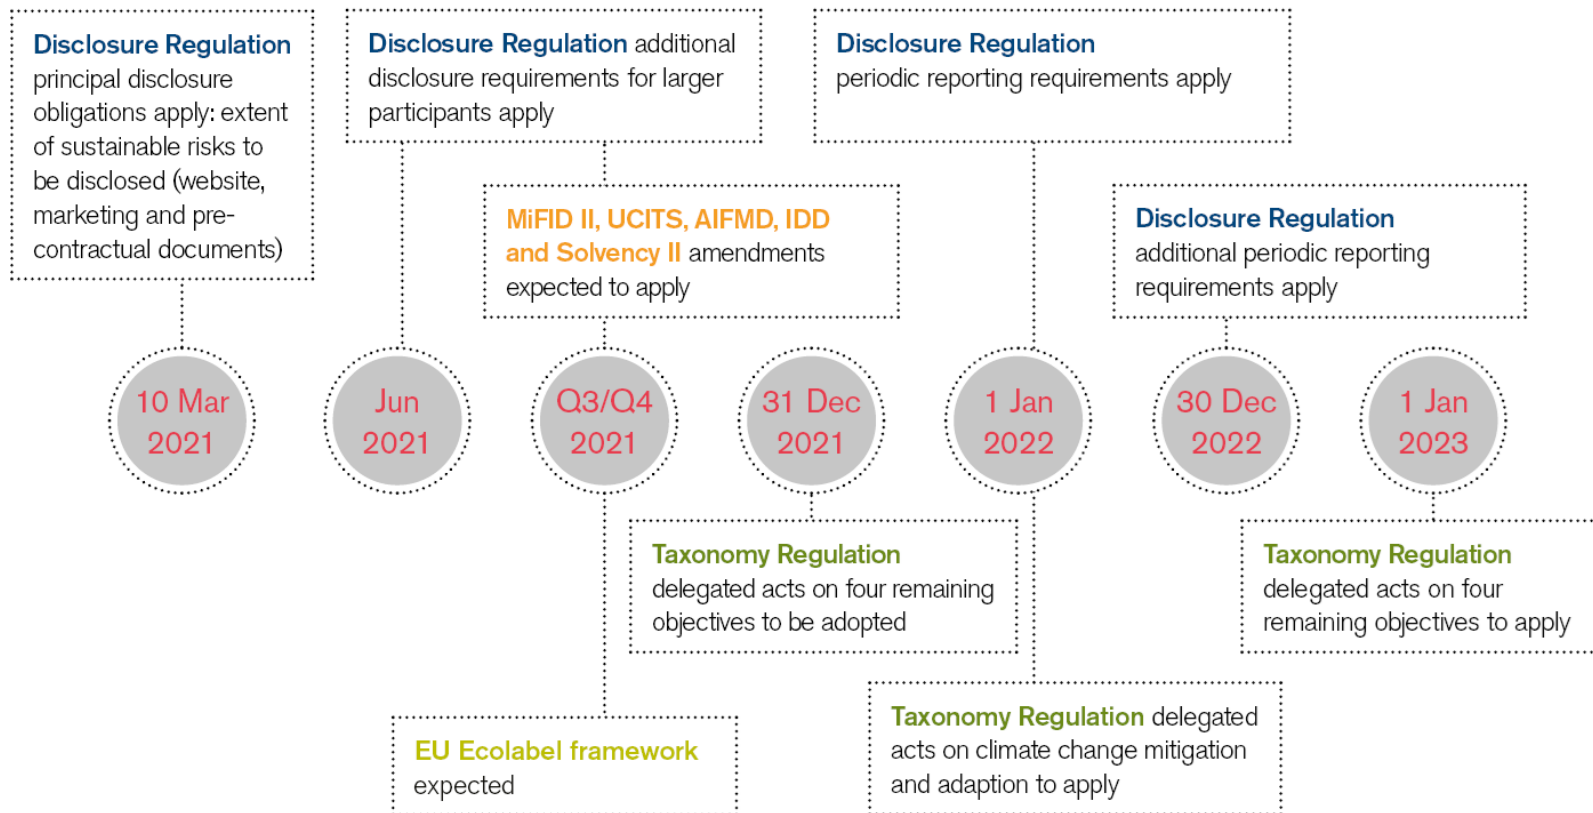 Disclosure Regulation
principal disclosure
obligations apply: extent
of sustainable risks to
be disclosed (website,
marketing and pre-
contractual documents)
Disclosure Regulation additional
disclosure requirements for larger
participants apply
Disclosure Regulation
periodic reporting requirements apply
MiFID II, UCITS, AIFMD, IDD
and Solvency II amendments
expected to apply
Disclosure Regulation
additional periodic reporting
requirements apply
10 Mar
2021
Jun
2021
Q3/Q4
2021
31 Dec
2021
1 Jan
2022
30 Dec
2022
1 Jan
2023
Taxonomy Regulation
delegated acts on four remaining
objectives to be adopted
Taxonomy Regulation
delegated acts on four
remaining objectives to apply
EU Ecolabel framework
expected
Taxonomy Regulation delegated
acts on climate change mitigation
and adaption to apply